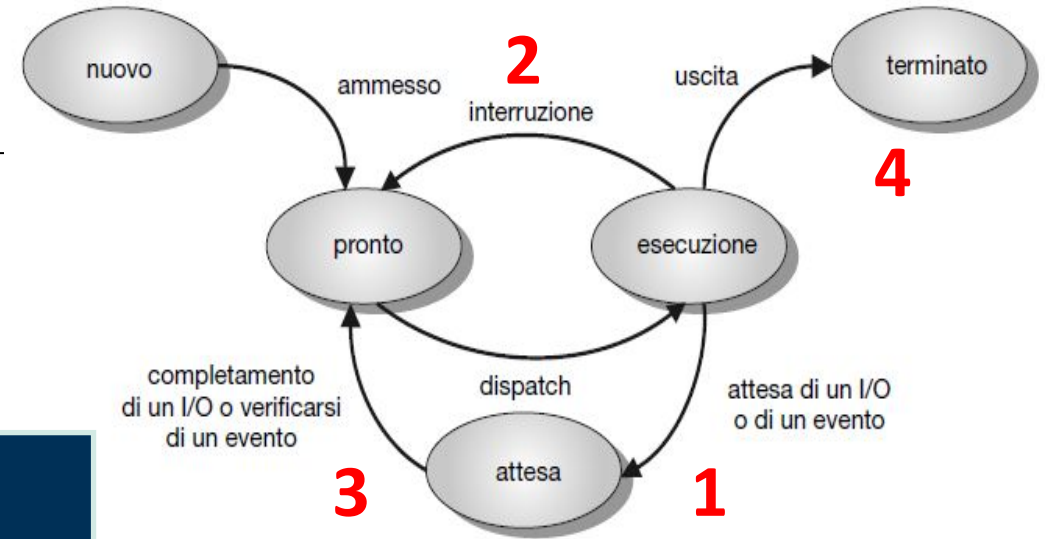 nuovo
ammesso
2
interruzione
uscita
terminato
4
pronto
esecuzione
completamento
di un I/O o verificarsi
di un evento
dispatch
attesa di un I/O
o di un evento
3
attesa
1